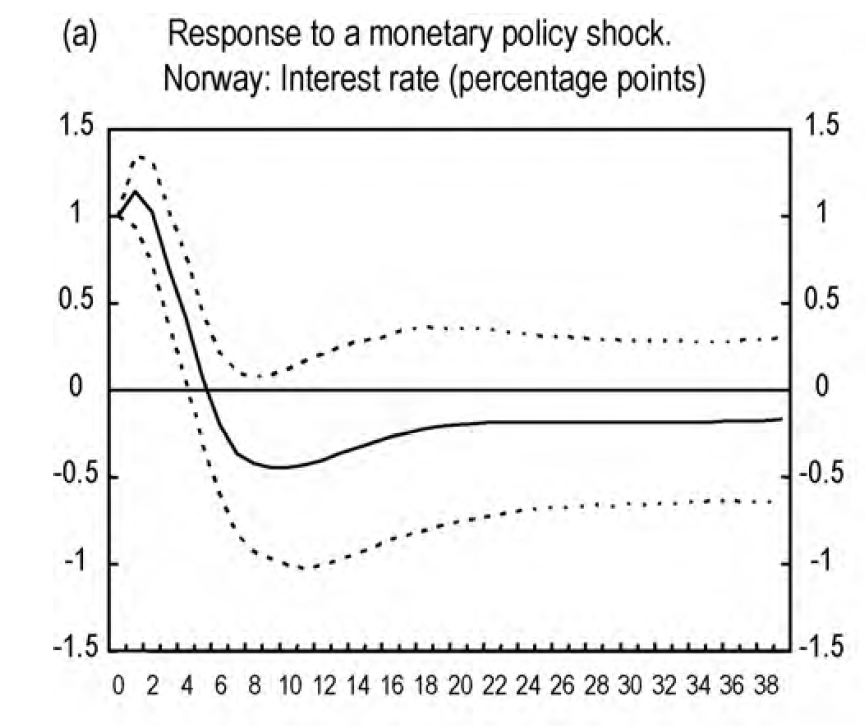 (a) Response to a monetary policy shock.
Norway: Interest rate (percentage points)
1.5 1.5
1 1
0.5 0.5
0 0
-0.5 -0.5
-1 -1
-1.5 -1.5
0 2 4 6 8 10 12 14 16 18 20 22 24 26 28 30 32 34 36 38